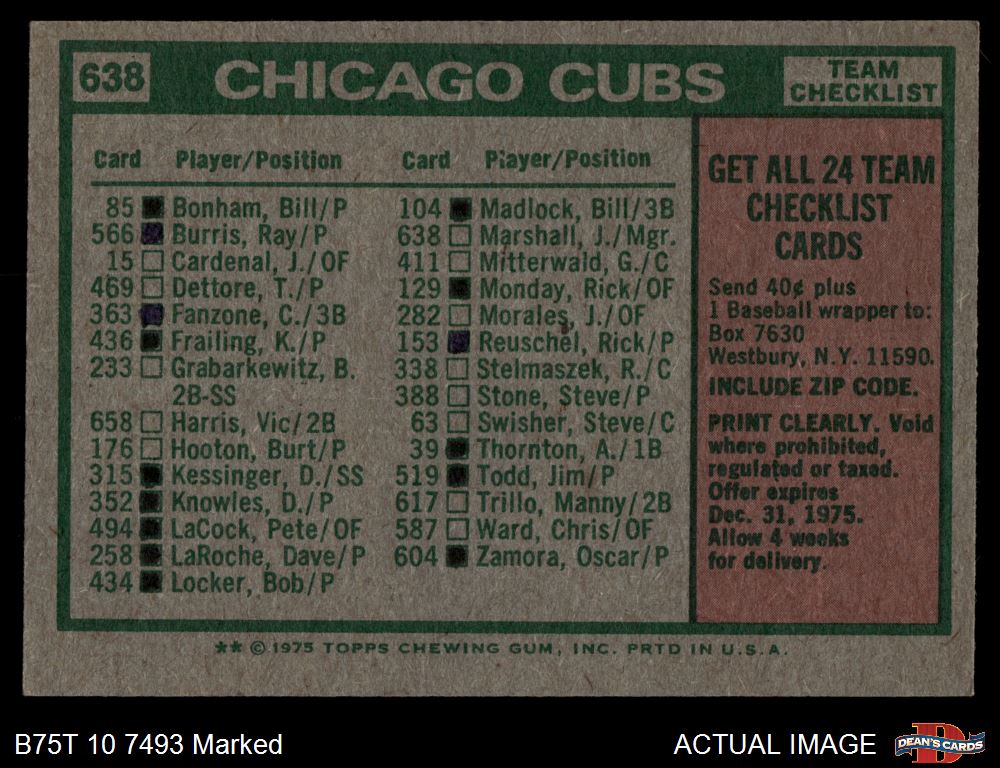 638 CHICAGO CUBS TEAM
CHECKLIST
Card Player/Position
85 Bonham, Bill/P
566 Burris, Ray/P
15 Cardenal, J./OF
469 Dettore, T./P
363 Fanzone, C./3B
436 Frailing, K./P
233 Grabarkewitz, B.
2B-SS
658 Harris, Vic/2B
176 Hooton, Burt/P
315 Kessinger, D./SS
352 Knowles, D./P
494 LaCock, Pete/OF
258 LaRoche, Dave/P
434 Locker, Bob/P
Card Player/Position
104 Madlock, Bill/3B
638 Marshall, J./Mgr.
411 Mitterwald, G./C
129 Monday, Rick/OF
282 Morales, J./OF
153 Reuschel, Rick/P
338 Stelmaszek, R./C
388 Stone, Steve/P
63 Swisher, Steve/C
39 Thornton, A./1B
519 Todd, Jim/P
617 Trillo, Manny/2B
587 Ward, Chris/OF
604 Zamora, Oscar/P
GET ALL 24 TEAM
CHECKLIST
CARDS
Send 40¢ plus
1 Baseball wrapper to:
Box 7630
Westbury, N.Y. 11590.
INCLUDE ZIP CODE.
PRINT CLEARLY. Void
where prohibited,
regulated or taxed.
Offer expires
Dec. 31, 1975.
Allow 4 weeks
for delivery.
** © 1975 TOPPS CHEWING GUM, INC. PRTD IN U.S.A.
B75T 10 7493 Marked
ACTUAL IMAGE
D
DEAN'S CARDS